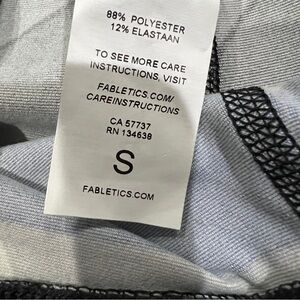 88% POLYESTER
12% ELASTAAN
TO SEE MORE CARE
INSTRUCTIONS, VISIT
FABLETICS.COM/
CAREINSTRUCTIONS
CA 57737
RN 134638
S
FABLETICS.COM